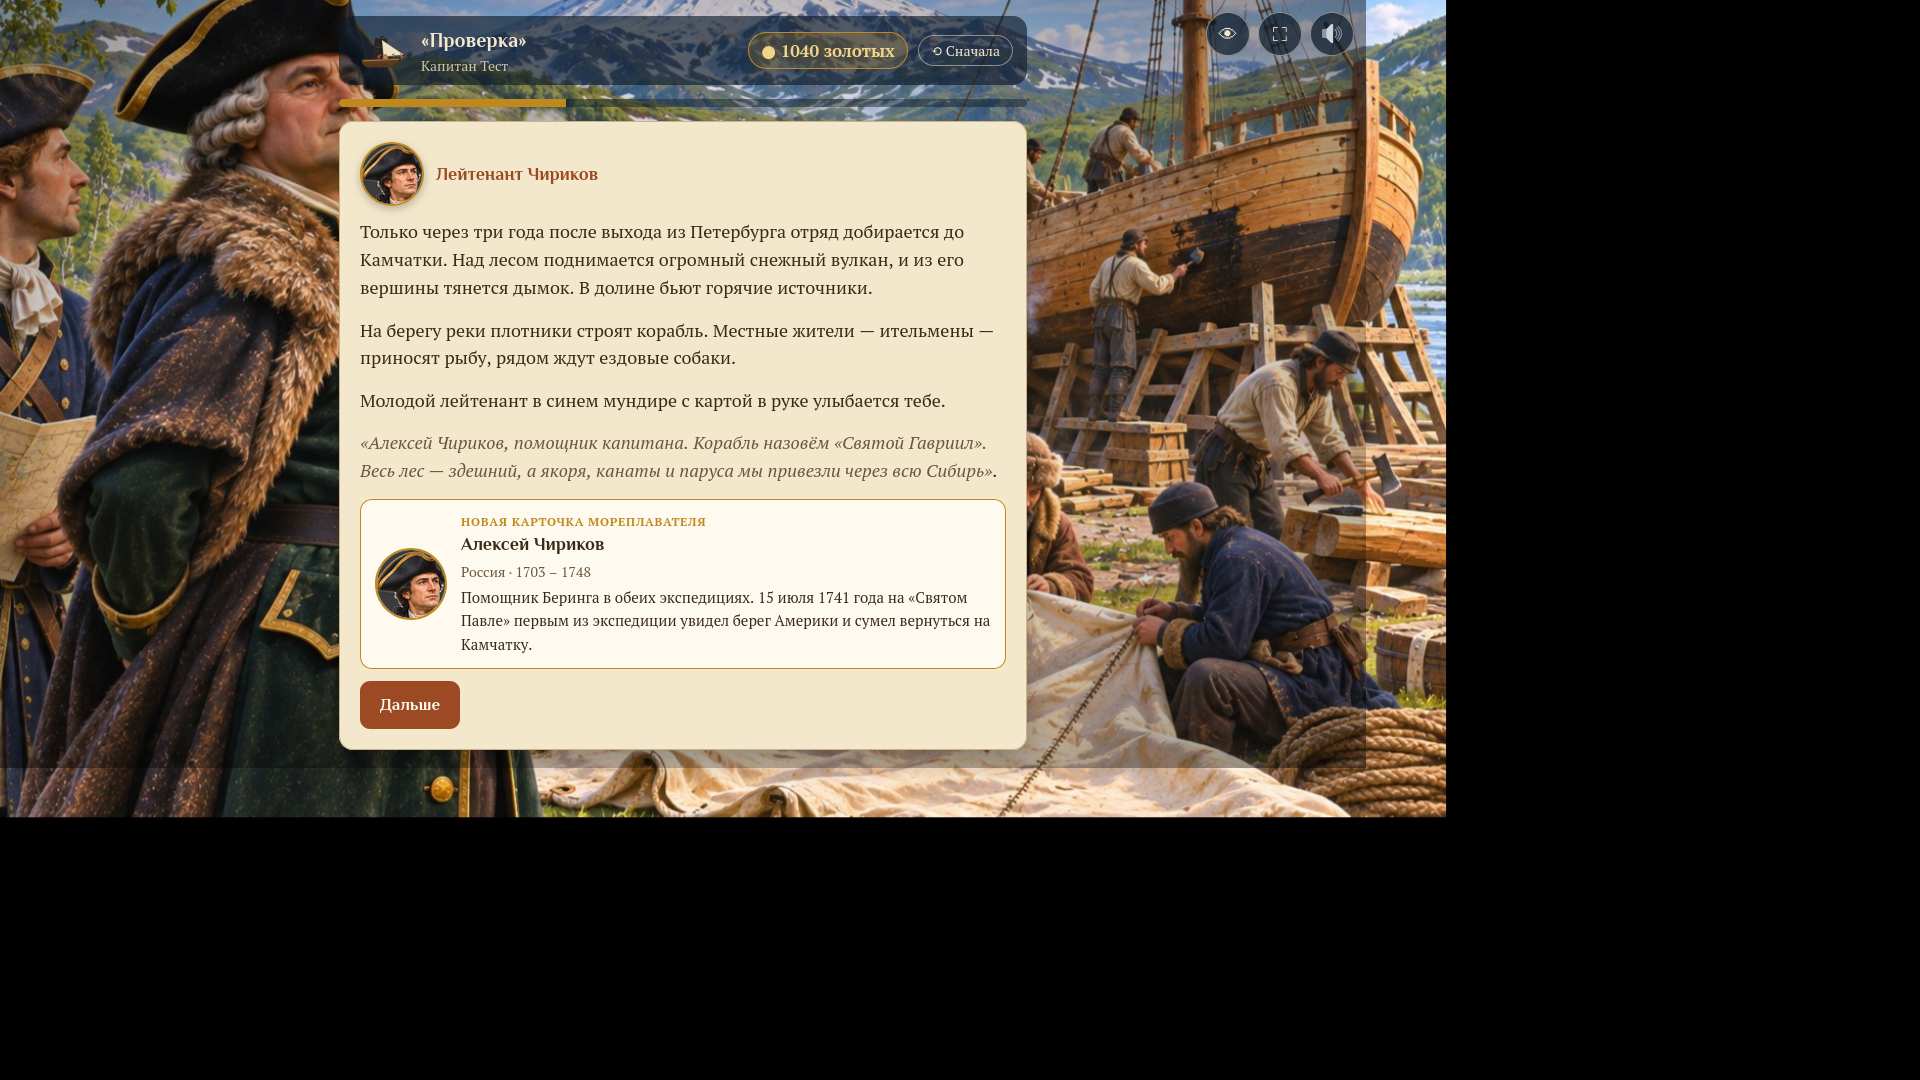 «Проверка»
Капитан Тест
1040 золотых
⟲ Сначала
Лейтенант Чириков
Только через три года после выхода из Петербурга отряд добирается до
Камчатки. Над лесом поднимается огромный снежный вулкан, и из его
вершины тянется дымок. В долине бьют горячие источники.
На берегу реки плотники строят корабль. Местные жители — ительмены —
приносят рыбу, рядом ждут ездовые собаки.
Молодой лейтенант в синем мундире с картой в руке улыбается тебе.
«Алексей Чириков, помощник капитана. Корабль назовём «Святой Гавриил».
Весь лес — здешний, а якоря, канаты и паруса мы привезли через всю Сибирь».
НОВАЯ КАРТОЧКА МОРЕПЛАВАТЕЛЯ
Алексей Чириков
Россия · 1703 – 1748
Помощник Беринга в обеих экспедициях. 15 июля 1741 года на «Святом
Павле» первым из экспедиции увидел берег Америки и сумел вернуться на
Камчатку.
Дальше